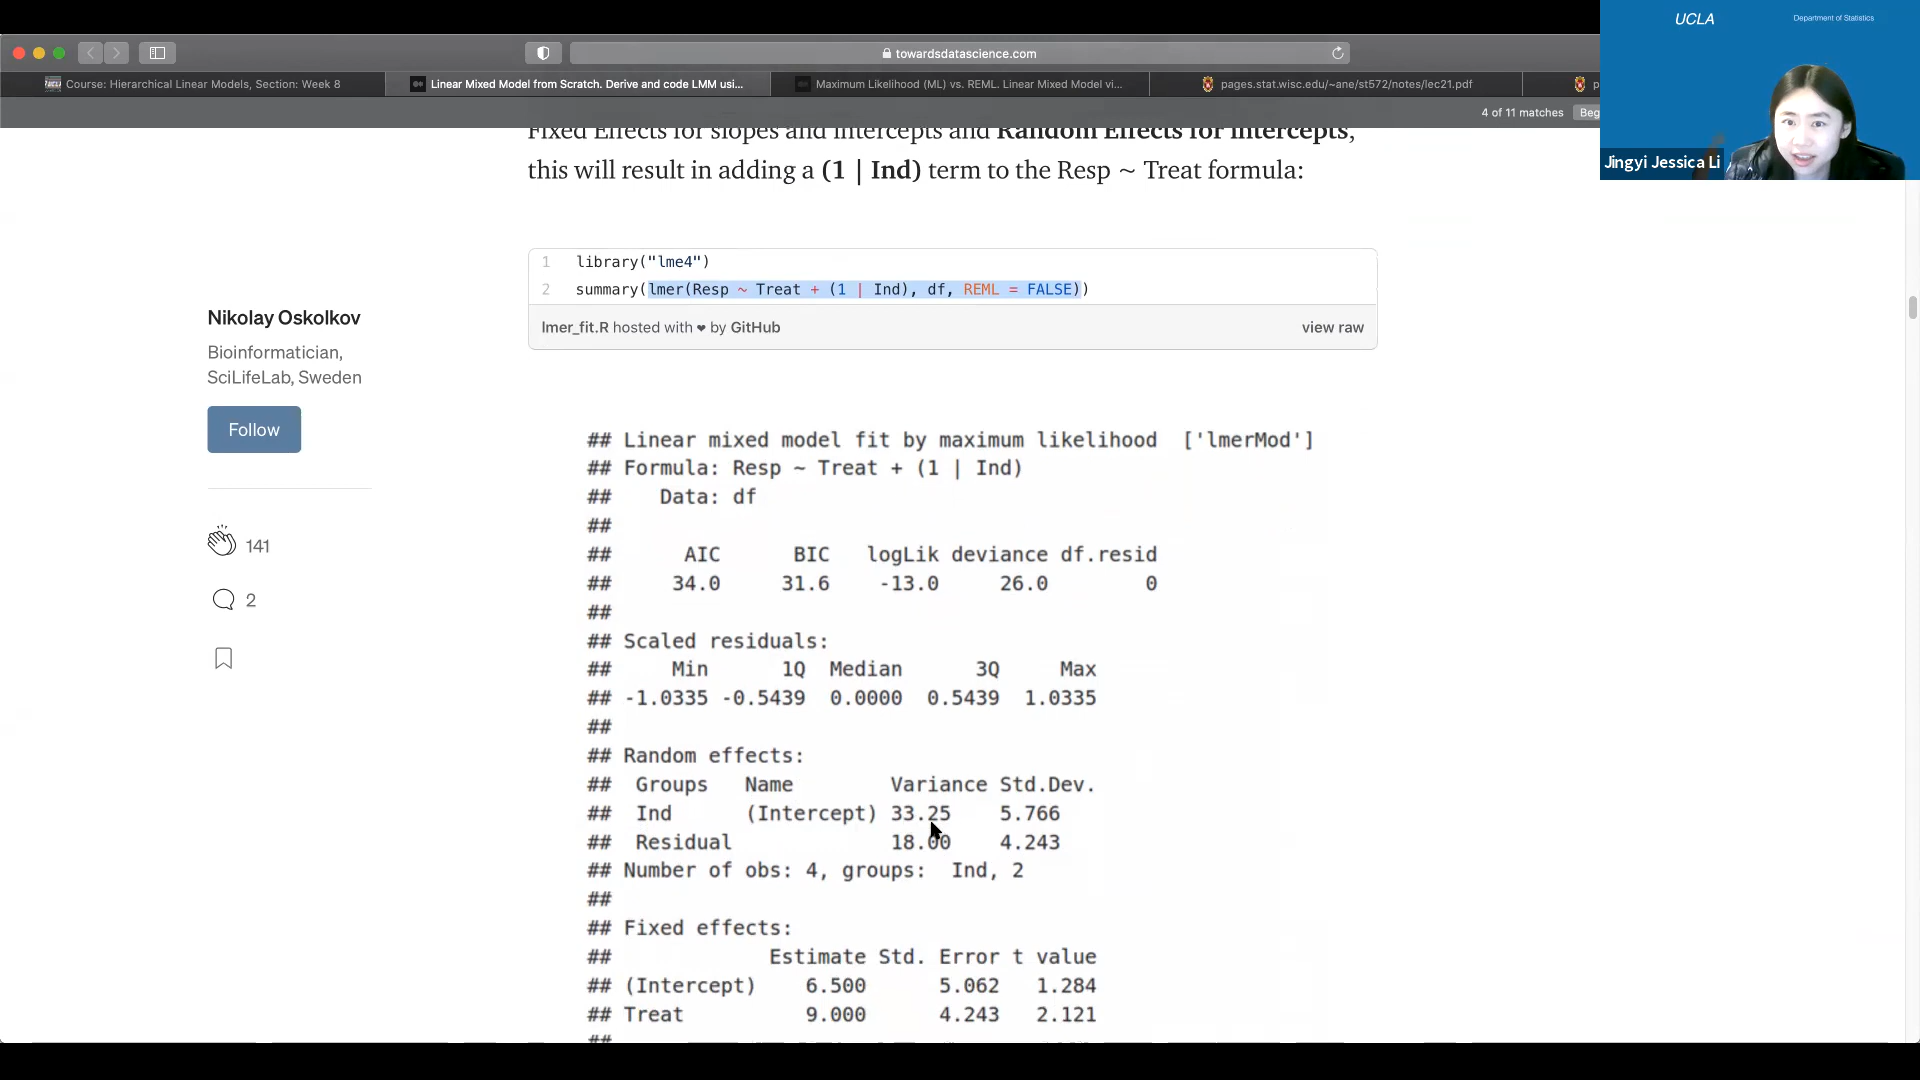 UCLA
Department of Statistics
towardsdatascience.com
Course: Hierarchical Linear Models, Section: Week 8
Linear Mixed Model from Scratch. Derive and code LMM usi...
Maximum Likelihood (ML) vs. REML. Linear Mixed Model vi...
pages.stat.wisc.edu/~ane/st572/notes/lec21.pdf
p
4 of 11 matches
Beg
Jingyi Jessica Li
Fixed Effects for slopes and intercepts and Random Effects for intercepts,
this will result in adding a (1 | Ind) term to the Resp ~ Treat formula:
1 library("lme4")
2 summary(lmer(Resp ~ Treat + (1 | Ind), df, REML = FALSE))
lmer_fit.R hosted with ❤ by GitHub
view raw
Nikolay Oskolkov
Bioinformatician,
SciLifeLab, Sweden
Follow
141
2
## Linear mixed model fit by maximum likelihood ['lmerMod']
## Formula: Resp ~ Treat + (1 | Ind)
## Data: df
##
## AIC BIC logLik deviance df.resid
## 34.0 31.6 -13.0 26.0 0
##
## Scaled residuals:
## Min 1Q Median 3Q Max
## -1.0335 -0.5439 0.0000 0.5439 1.0335
##
## Random effects:
## Groups Name Variance Std.Dev.
## Ind (Intercept) 33.25 5.766
## Residual 18.00 4.243
## Number of obs: 4, groups: Ind, 2
##
## Fixed effects:
## Estimate Std. Error t value
## (Intercept) 6.500 5.062 1.284
## Treat 9.000 4.243 2.121
##